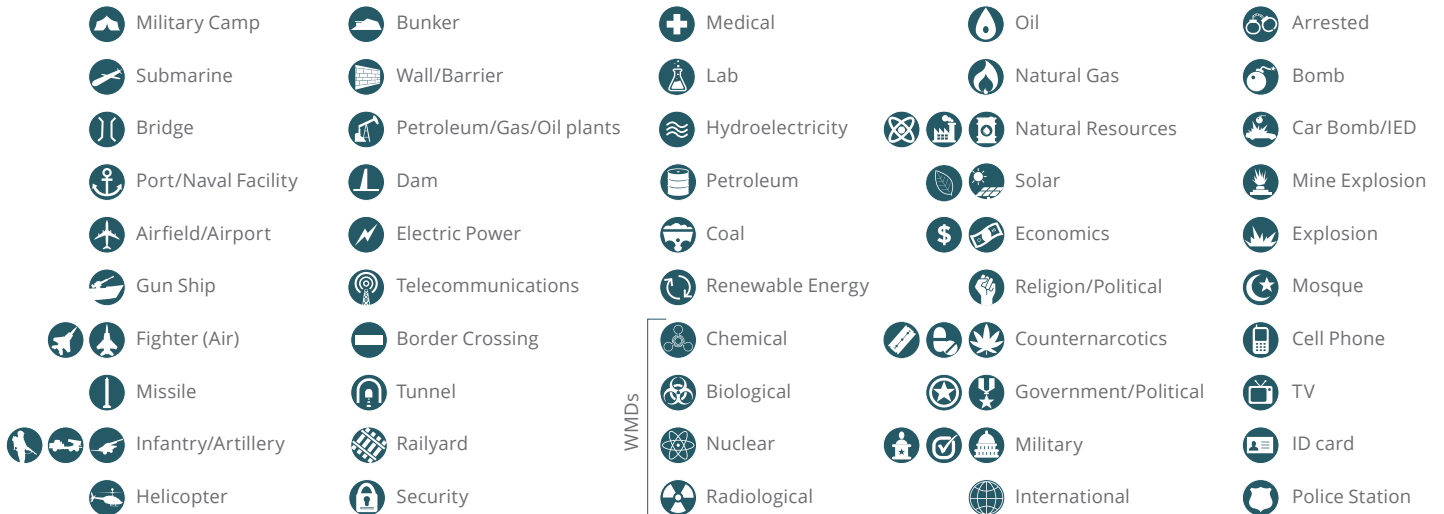 Military Camp
Submarine
Bridge
Port/Naval Facility
Airfield/Airport
Gun Ship
Fighter (Air)
Missile
Infantry/Artillery
Helicopter
Bunker
Wall/Barrier
Petroleum/Gas/Oil plants
Dam
Electric Power
Telecommunications
Border Crossing
Tunnel
Railyard
Security
Medical
Lab
Hydroelectricity
Petroleum
Coal
Renewable Energy
WMDs
Chemical
Biological
Nuclear
Radiological
Oil
Natural Gas
Natural Resources
Solar
$
Economics
Religion/Political
Counternarcotics
Government/Political
Military
International
Arrested
Bomb
Car Bomb/IED
Mine Explosion
Explosion
Mosque
Cell Phone
TV
ID card
Police Station